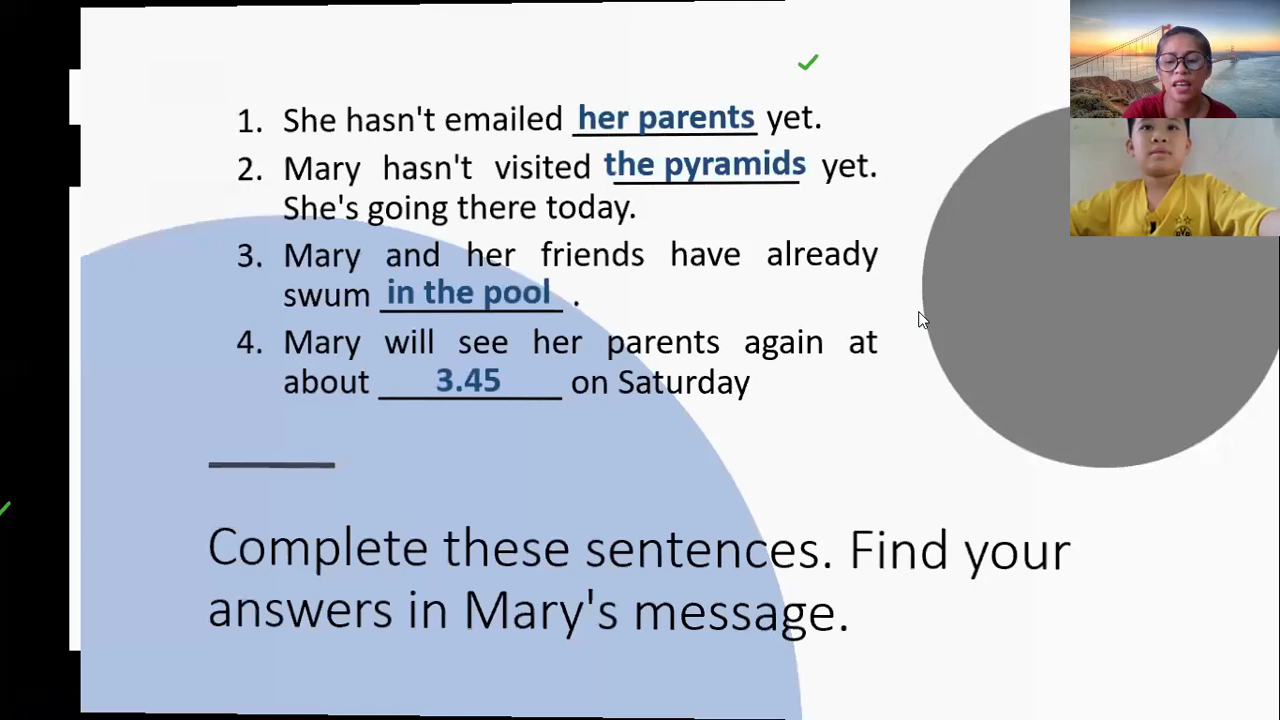 1. She hasn't emailed her parents yet.
2. Mary hasn't visited the pyramids yet.
She's going there today.
3. Mary and her friends have already
swum in the pool .
4. Mary will see her parents again at
about 3.45 on Saturday
Complete these sentences. Find your
answers in Mary's message.